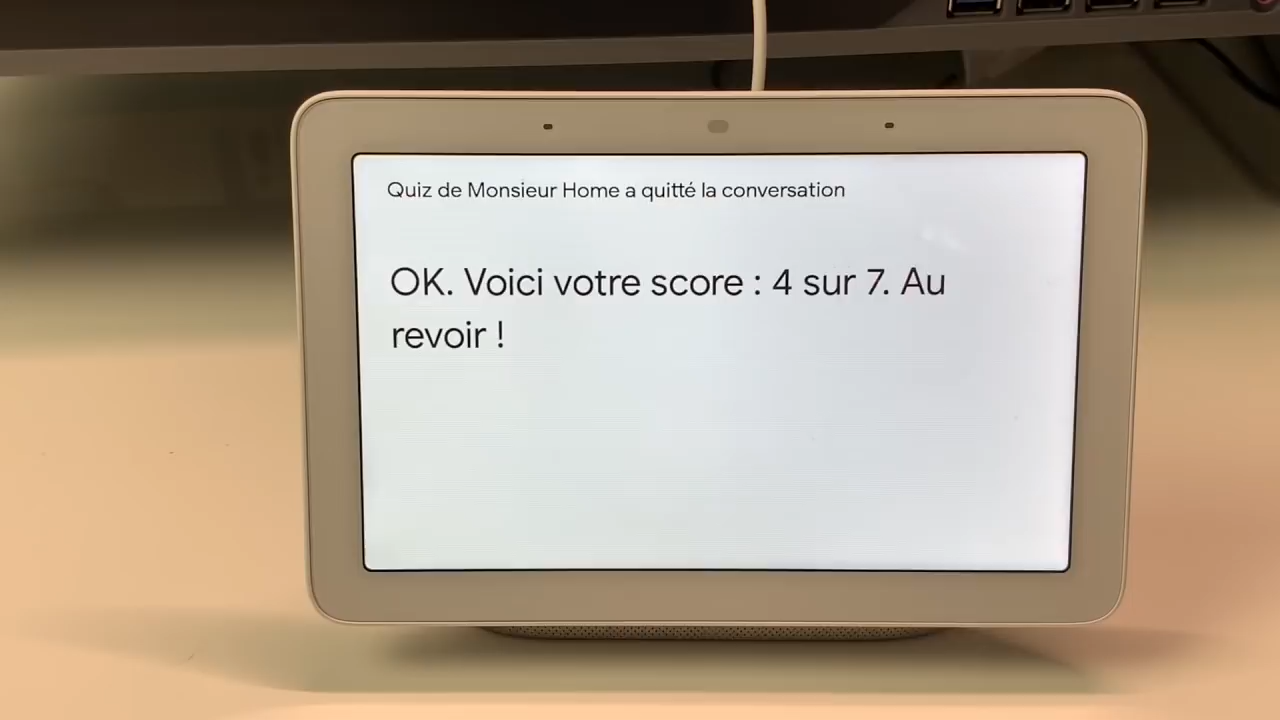 Quiz de Monsieur Home a quitté la conversation
OK. Voici votre score : 4 sur 7. Au
revoir !